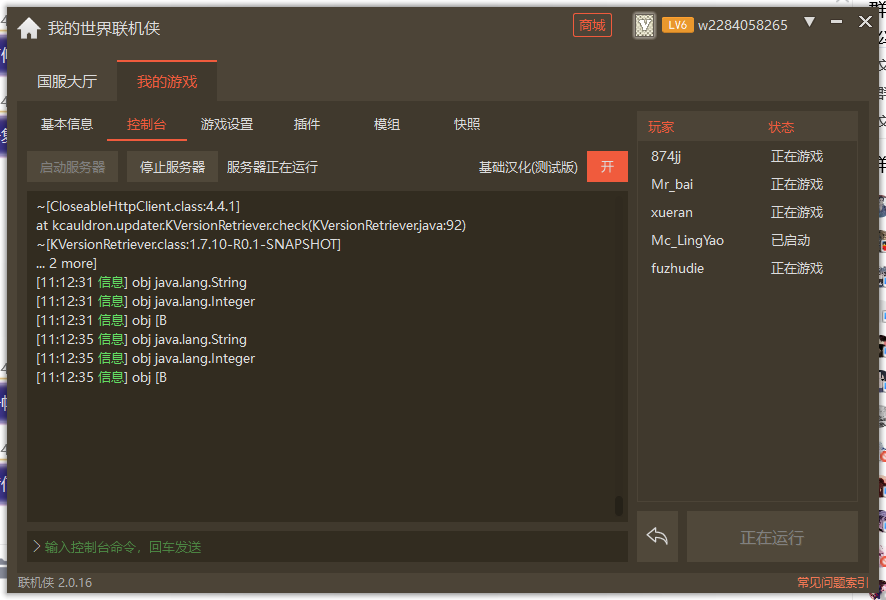 我的世界联机侠
商城
V
LV6
w2284058265
国服大厅
我的游戏
基本信息
控制台
游戏设置
插件
模组
快照
启动服务器
停止服务器
服务器正在运行
基础汉化(测试版)
开
~[CloseableHttpClient.class:4.4.1]
at kcauldron.updater.KVersionRetriever.check(KVersionRetriever.java:92)
~[KVersionRetriever.class:1.7.10-R0.1-SNAPSHOT]
... 2 more]
[11:12:31 信息] obj java.lang.String
[11:12:31 信息] obj java.lang.Integer
[11:12:31 信息] obj [B
[11:12:35 信息] obj java.lang.String
[11:12:35 信息] obj java.lang.Integer
[11:12:35 信息] obj [B
输入控制台命令，回车发送
玩家 状态
874jj 正在游戏
Mr_bai 正在游戏
xueran 正在游戏
Mc_LingYao 已启动
fuzhudie 正在游戏
正在运行
联机侠 2.0.16
常见问题索引